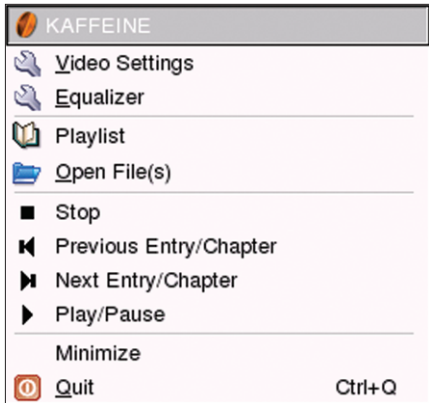 KAFFEINE
Video Settings
Equalizer
Playlist
Open File(s)
Stop
Previous Entry/Chapter
Next Entry/Chapter
Play/Pause
Minimize
Quit Ctrl+Q